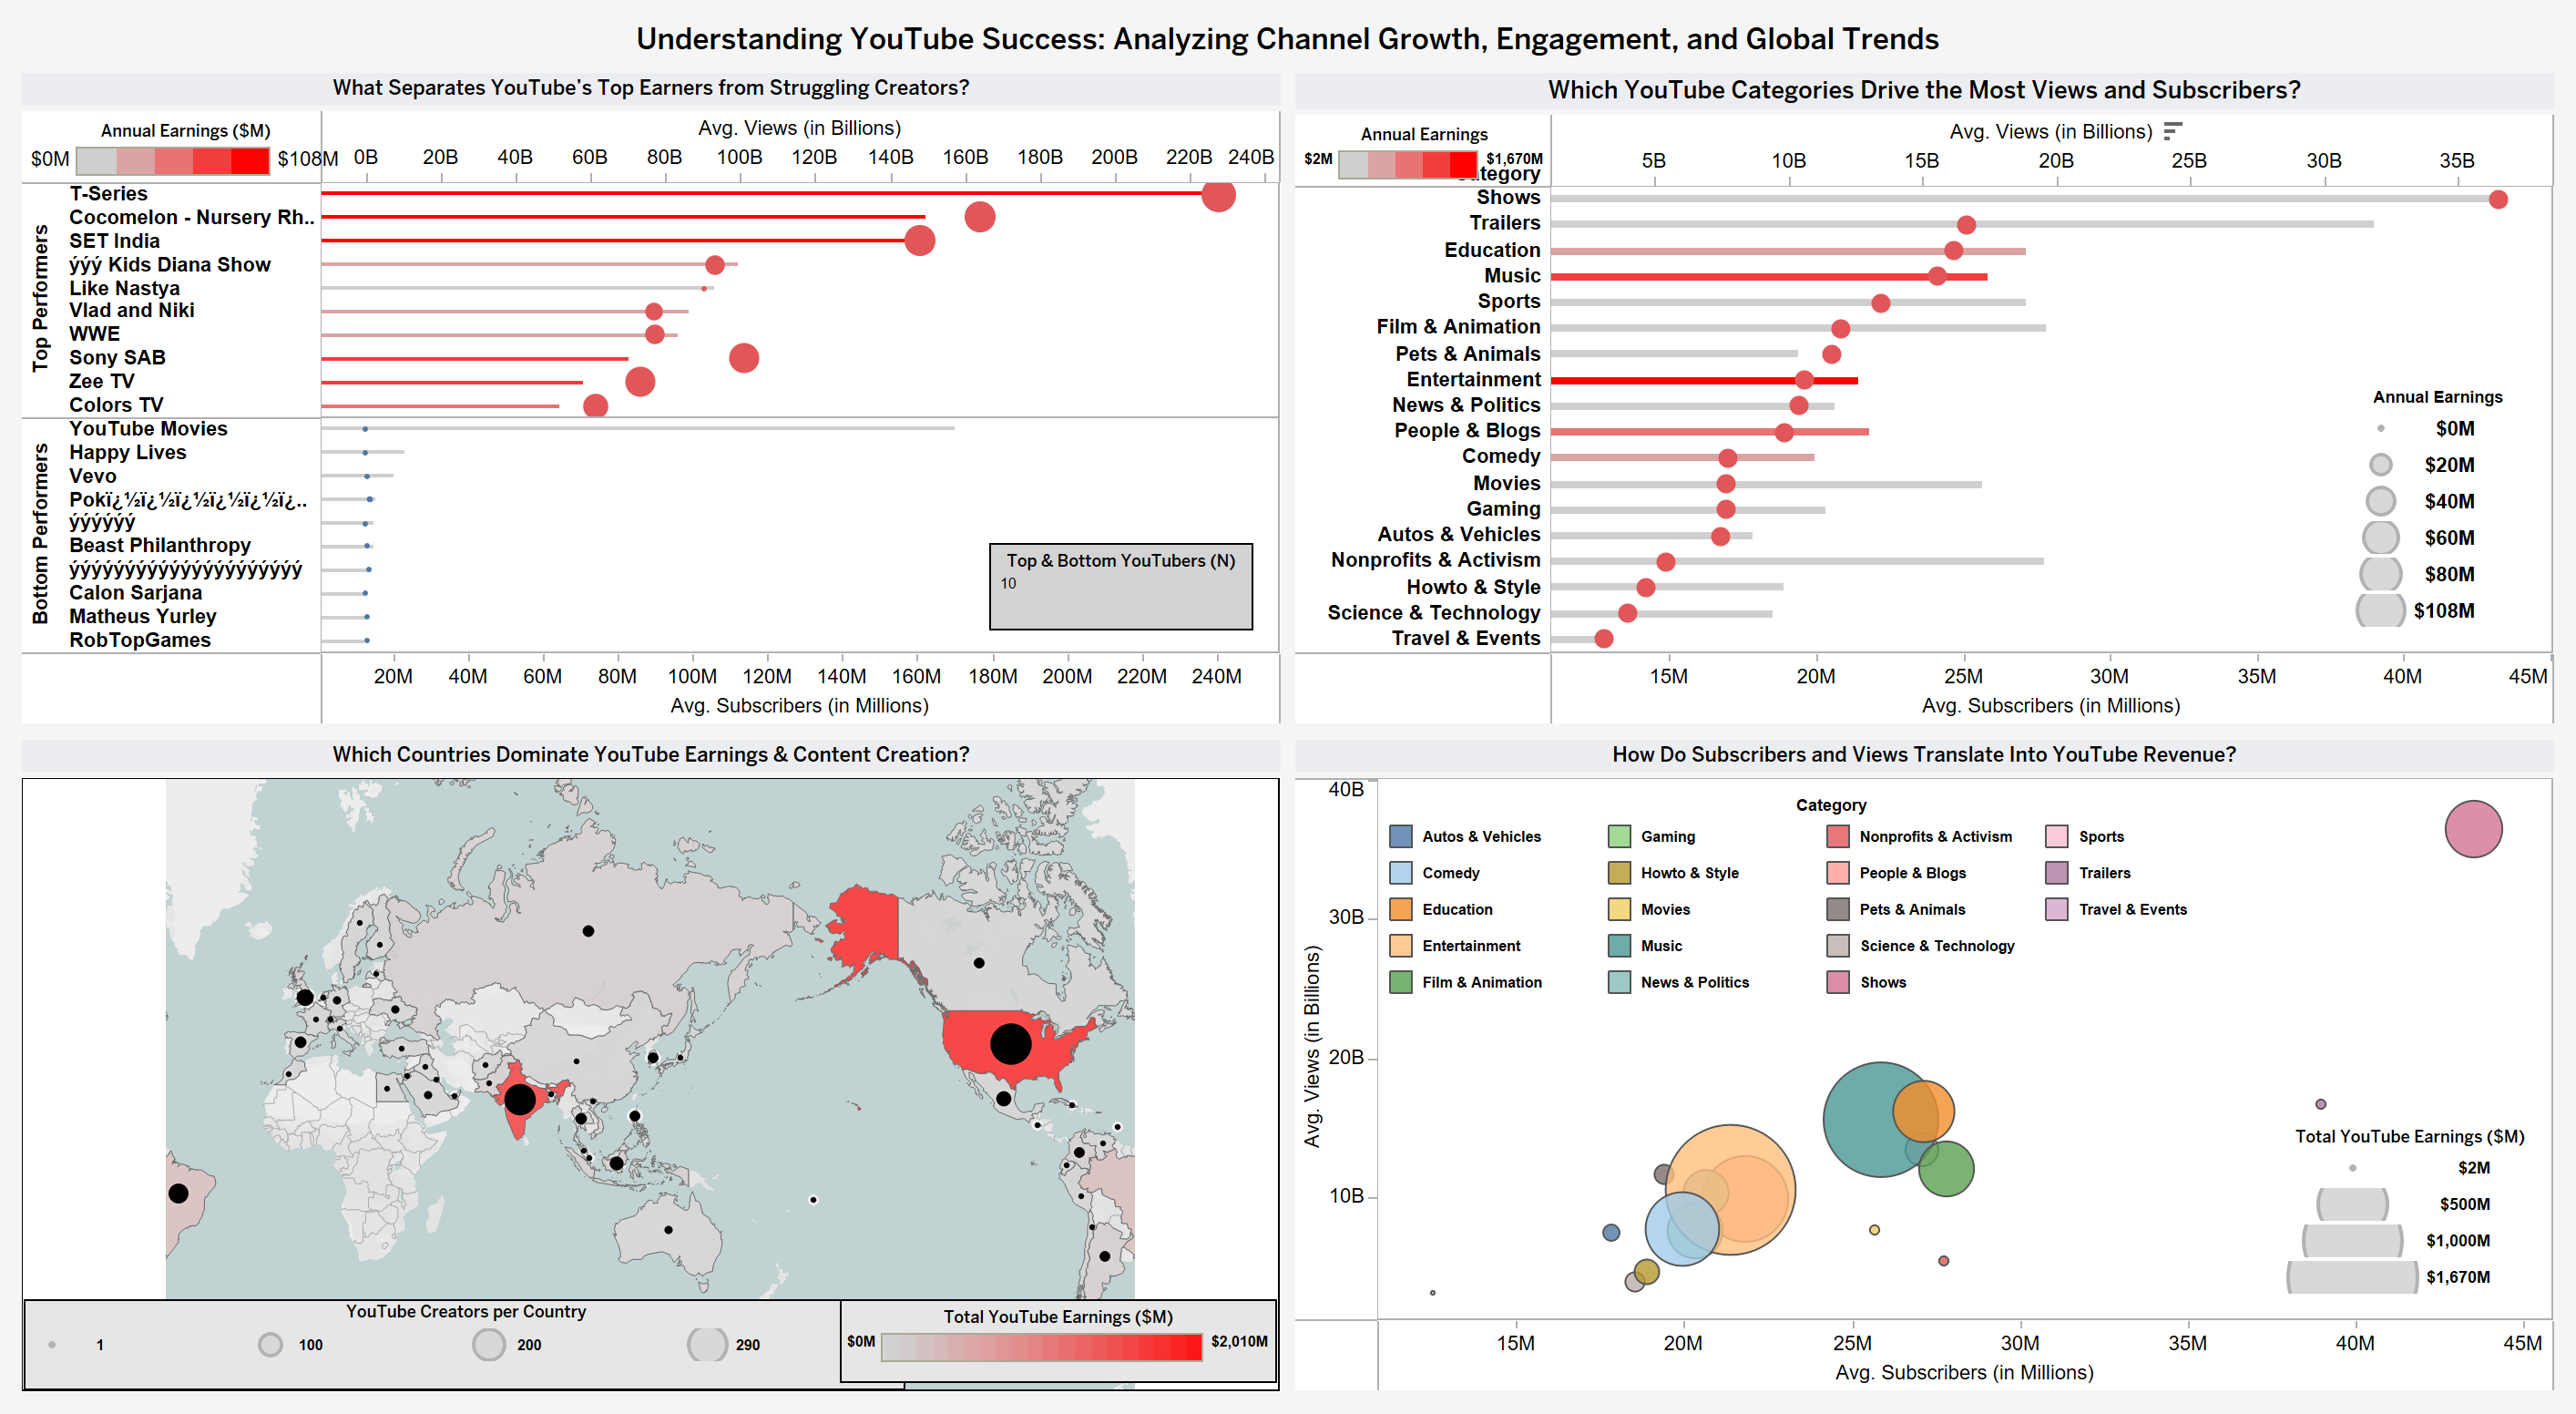 Understanding YouTube Success: Analyzing Channel Growth, Engagement, and Global Trends
What Separates YouTube's Top Earners from Struggling Creators?
Annual Earnings ($M)
$0M $108M
Avg. Views (in Billions)
0B 20B 40B 60B 80B 100B 120B 140B 160B 180B 200B 220B 240B
Top Performers
T-Series
Cocomelon - Nursery Rh..
SET India
ýýý Kids Diana Show
Like Nastya
Vlad and Niki
WWE
Sony SAB
Zee TV
Colors TV
Bottom Performers
YouTube Movies
Happy Lives
Vevo
Pokï¿½ï¿½ï¿½ï¿½ï¿½ï¿..
ýýýýýý
Beast Philanthropy
ýýýýýýýýýýýýýýýýýýýýý
Calon Sarjana
Matheus Yurley
RobTopGames
Top & Bottom YouTubers (N)
10
20M 40M 60M 80M 100M 120M 140M 160M 180M 200M 220M 240M
Avg. Subscribers (in Millions)
Which YouTube Categories Drive the Most Views and Subscribers?
Annual Earnings
$2M $1,670M
Avg. Views (in Billions)
5B 10B 15B 20B 25B 30B 35B
Shows
Trailers
Education
Music
Sports
Film & Animation
Pets & Animals
Entertainment
News & Politics
People & Blogs
Comedy
Movies
Gaming
Autos & Vehicles
Nonprofits & Activism
Howto & Style
Science & Technology
Travel & Events
Annual Earnings
$0M
$20M
$40M
$60M
$80M
$108M
15M 20M 25M 30M 35M 40M 45M
Avg. Subscribers (in Millions)
Which Countries Dominate YouTube Earnings & Content Creation?
YouTube Creators per Country
1 100 200 290
Total YouTube Earnings ($M)
$0M $2,010M
How Do Subscribers and Views Translate Into YouTube Revenue?
Avg. Views (in Billions)
40B
30B
20B
10B
Category
Autos & Vehicles
Comedy
Education
Entertainment
Film & Animation
Gaming
Howto & Style
Movies
Music
News & Politics
Nonprofits & Activism
People & Blogs
Pets & Animals
Science & Technology
Shows
Sports
Trailers
Travel & Events
Total YouTube Earnings ($M)
$2M
$500M
$1,000M
$1,670M
15M 20M 25M 30M 35M 40M 45M
Avg. Subscribers (in Millions)